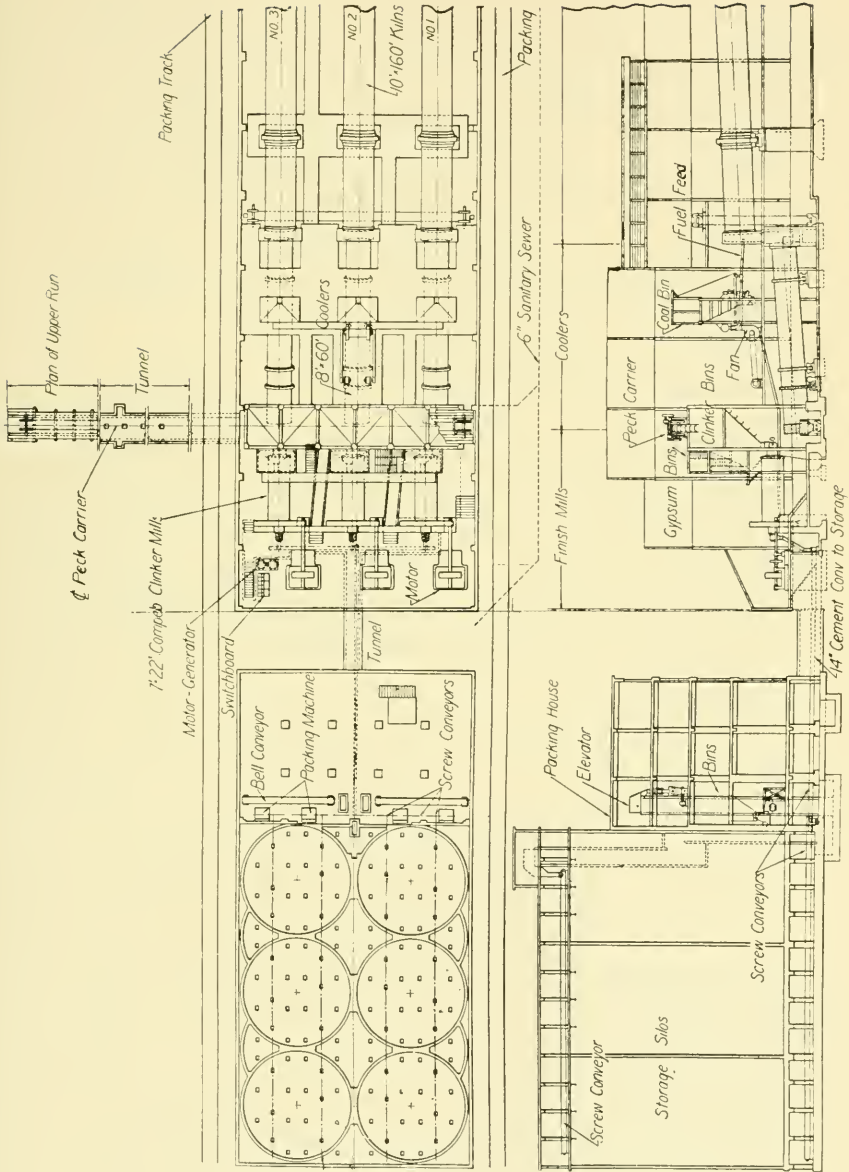 Packing Track
NO. 3
NO. 2
NO. 1
10'×160' Kilns
Packing
Plan of Upper Run
Tunnel
℄ Peck Carrier
8'×60' Coolers
6" Sanitary Sewer
7'×22' Compeb Clinker Mills
Motor-Generator
Switchboard
Motor
Tunnel
Bell Conveyor
Packing Machine
Screw Conveyors
Fuel Feed
Coal Bin
Fan
Coolers
Peck Carrier
Clinker Bins
Gypsum Bins
Finish Mills
14" Cement Conv to Storage
Packing House
Elevator
Bins
Screw Conveyors
Screw Conveyor
Storage Silos